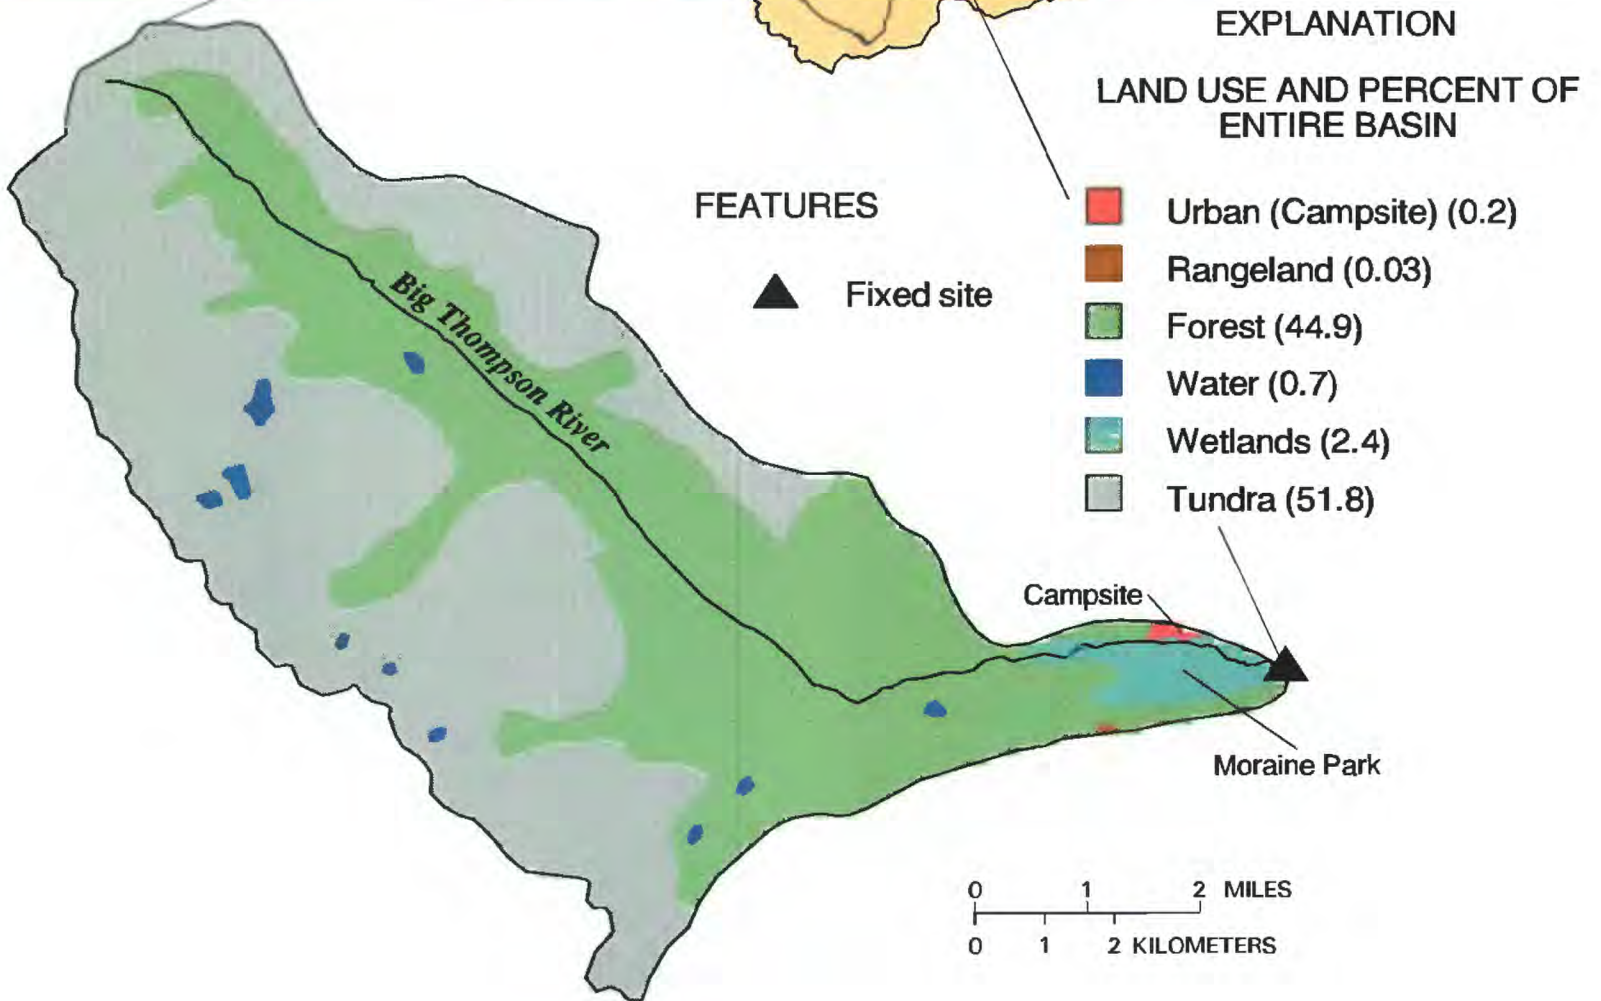 EXPLANATION
LAND USE AND PERCENT OF
ENTIRE BASIN
FEATURES
Fixed site
Urban (Campsite) (0.2)
Rangeland (0.03)
Forest (44.9)
Water (0.7)
Wetlands (2.4)
Tundra (51.8)
Big Thompson River
Campsite
Moraine Park
0 1 2 MILES
0 1 2 KILOMETERS